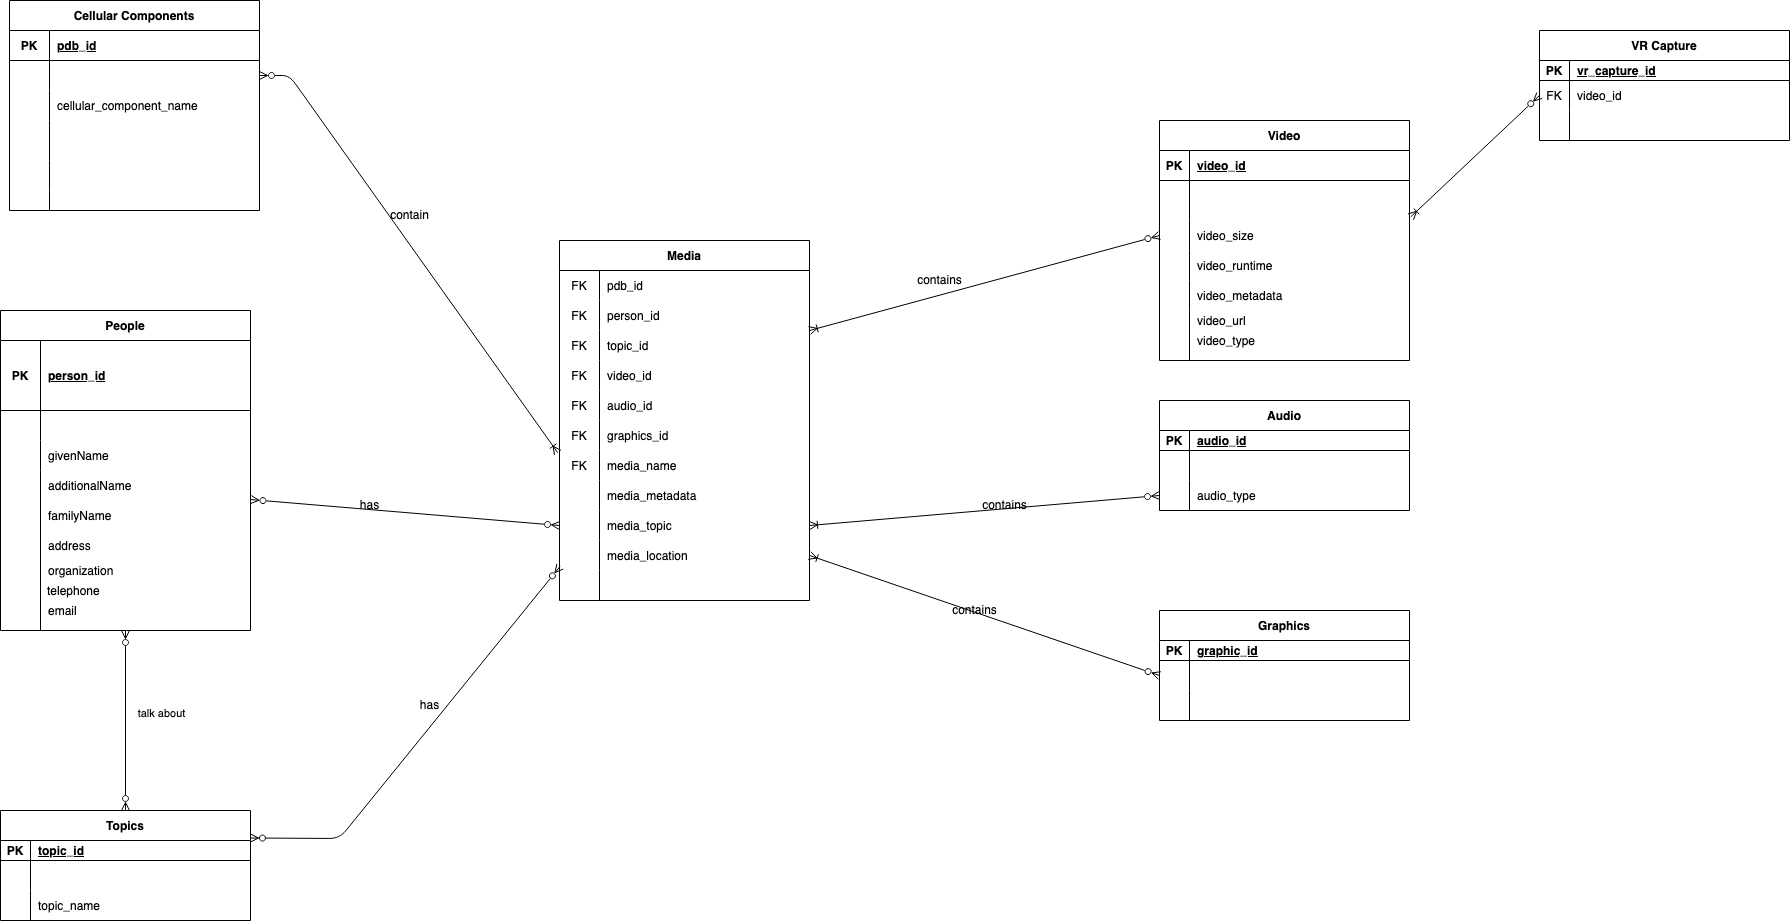 Cellular Components
PK pdb_id
cellular_component_name
contain
People
PK person_id
givenName
additionalName
familyName
address
organization
telephone
email
has
talk about
Topics
PK topic_id
topic_name
has
Media
FK pdb_id
FK person_id
FK topic_id
FK video_id
FK audio_id
FK graphics_id
FK media_name
media_metadata
media_topic
media_location
contains
contains
contains
Video
PK video_id
video_size
video_runtime
video_metadata
video_url
video_type
Audio
PK audio_id
audio_type
Graphics
PK graphic_id
VR Capture
PK vr_capture_id
FK video_id